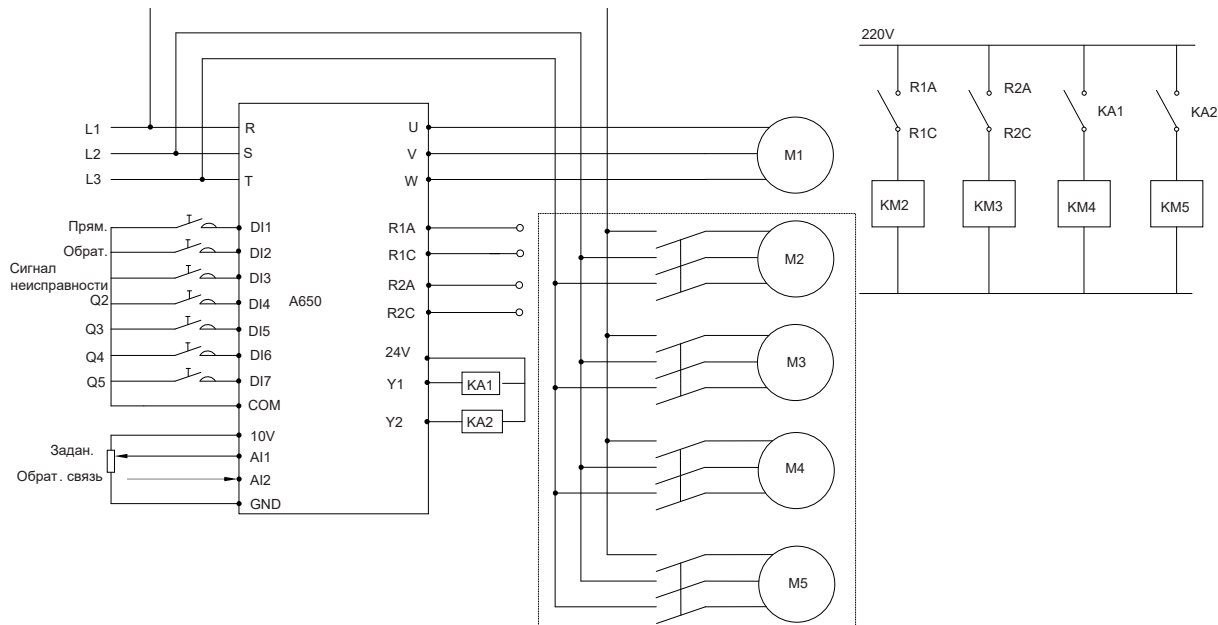 L1
L2
L3
Прям.
Обрат.
Сигнал
неисправности
Q2
Q3
Q4
Q5
Задан.
Обрат. связь
R
S
T
DI1
DI2
DI3
DI4
DI5
DI6
DI7
COM
10V
AI1
AI2
GND
A650
U
V
W
R1A
R1C
R2A
R2C
24V
Y1
Y2
KA1
KA2
M1
M2
M3
M4
M5
220V
R1A
R1C
R2A
R2C
KA1
KA2
KM2
KM3
KM4
KM5